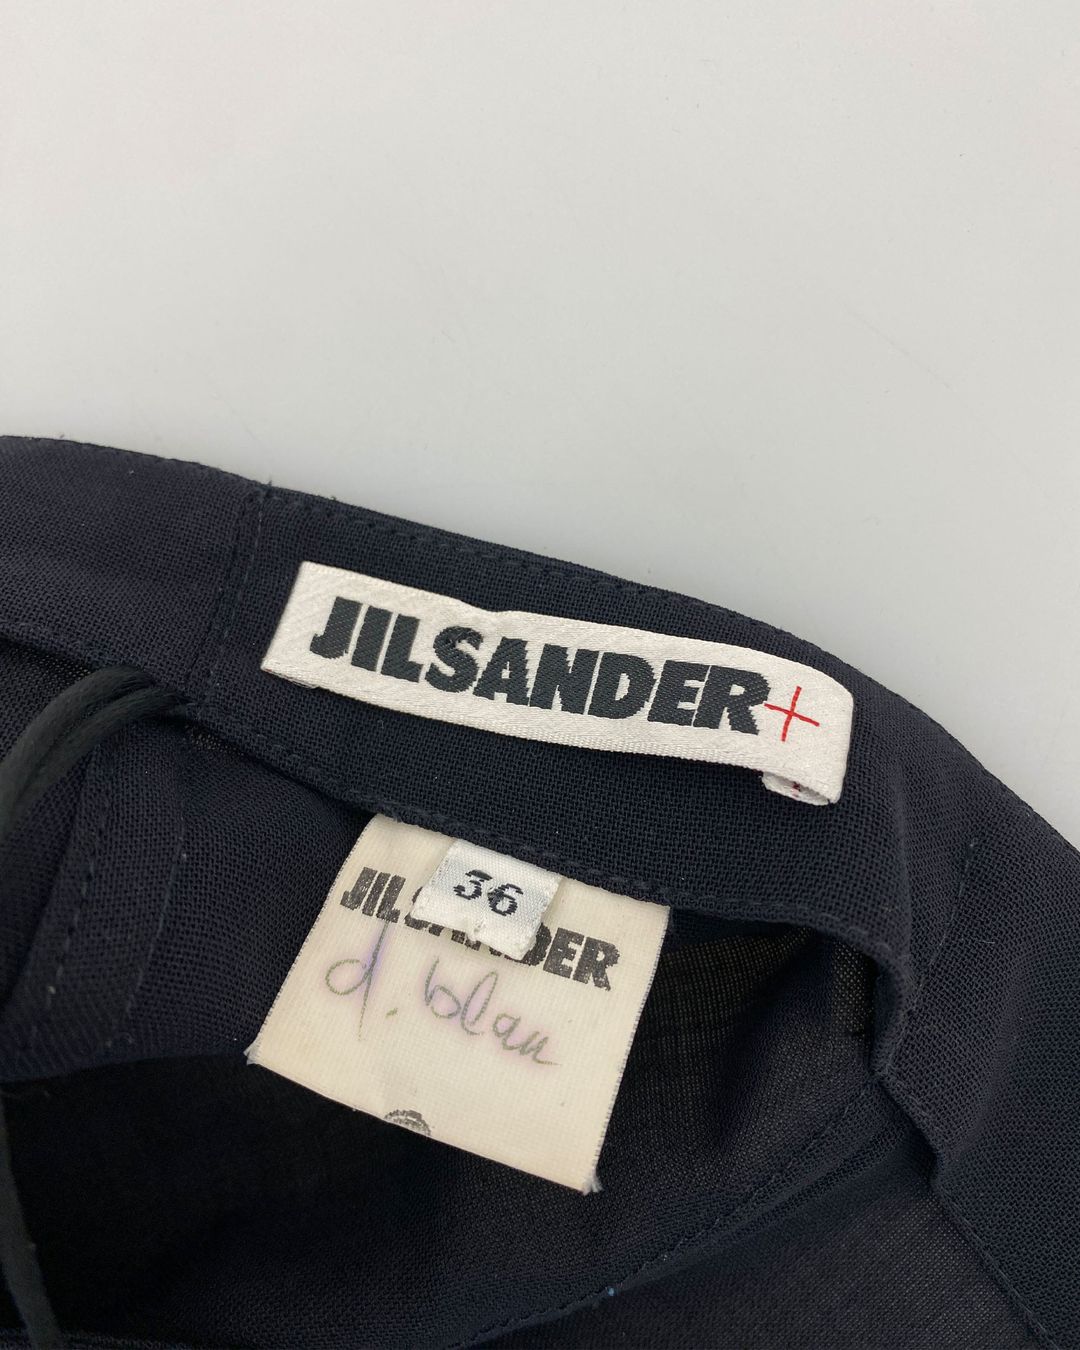 JILSANDER+
36
JILSANDER
d. blau